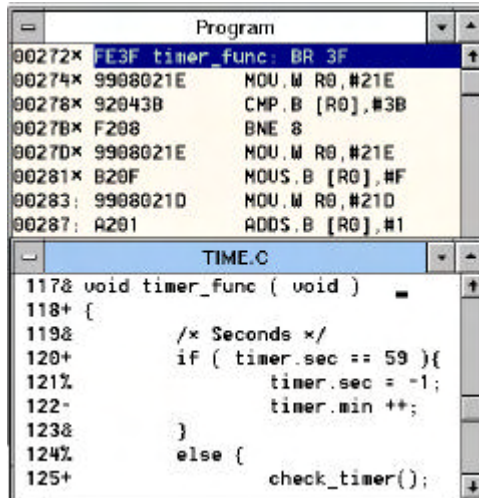 Program
00272* FE3F timer_func: BR 3F
00274* 9908021E MOV.W R0,#21E
00278* 92043B CMP.B [R0],#3B
0027B* F208 BNE 8
0027D* 9908021E MOV.W R0,#21E
00281* B20F MOVS.B [R0],#F
00283: 9908021D MOV.W R0,#21D
00287: A201 ADDS.B [R0],#1
TIME.C
117& void timer_func ( void )
118+ {
119& /* Seconds */
120+ if ( timer.sec == 59 ){
121% timer.sec = -1;
122- timer.min ++;
123& }
124% else {
125+ check_timer();